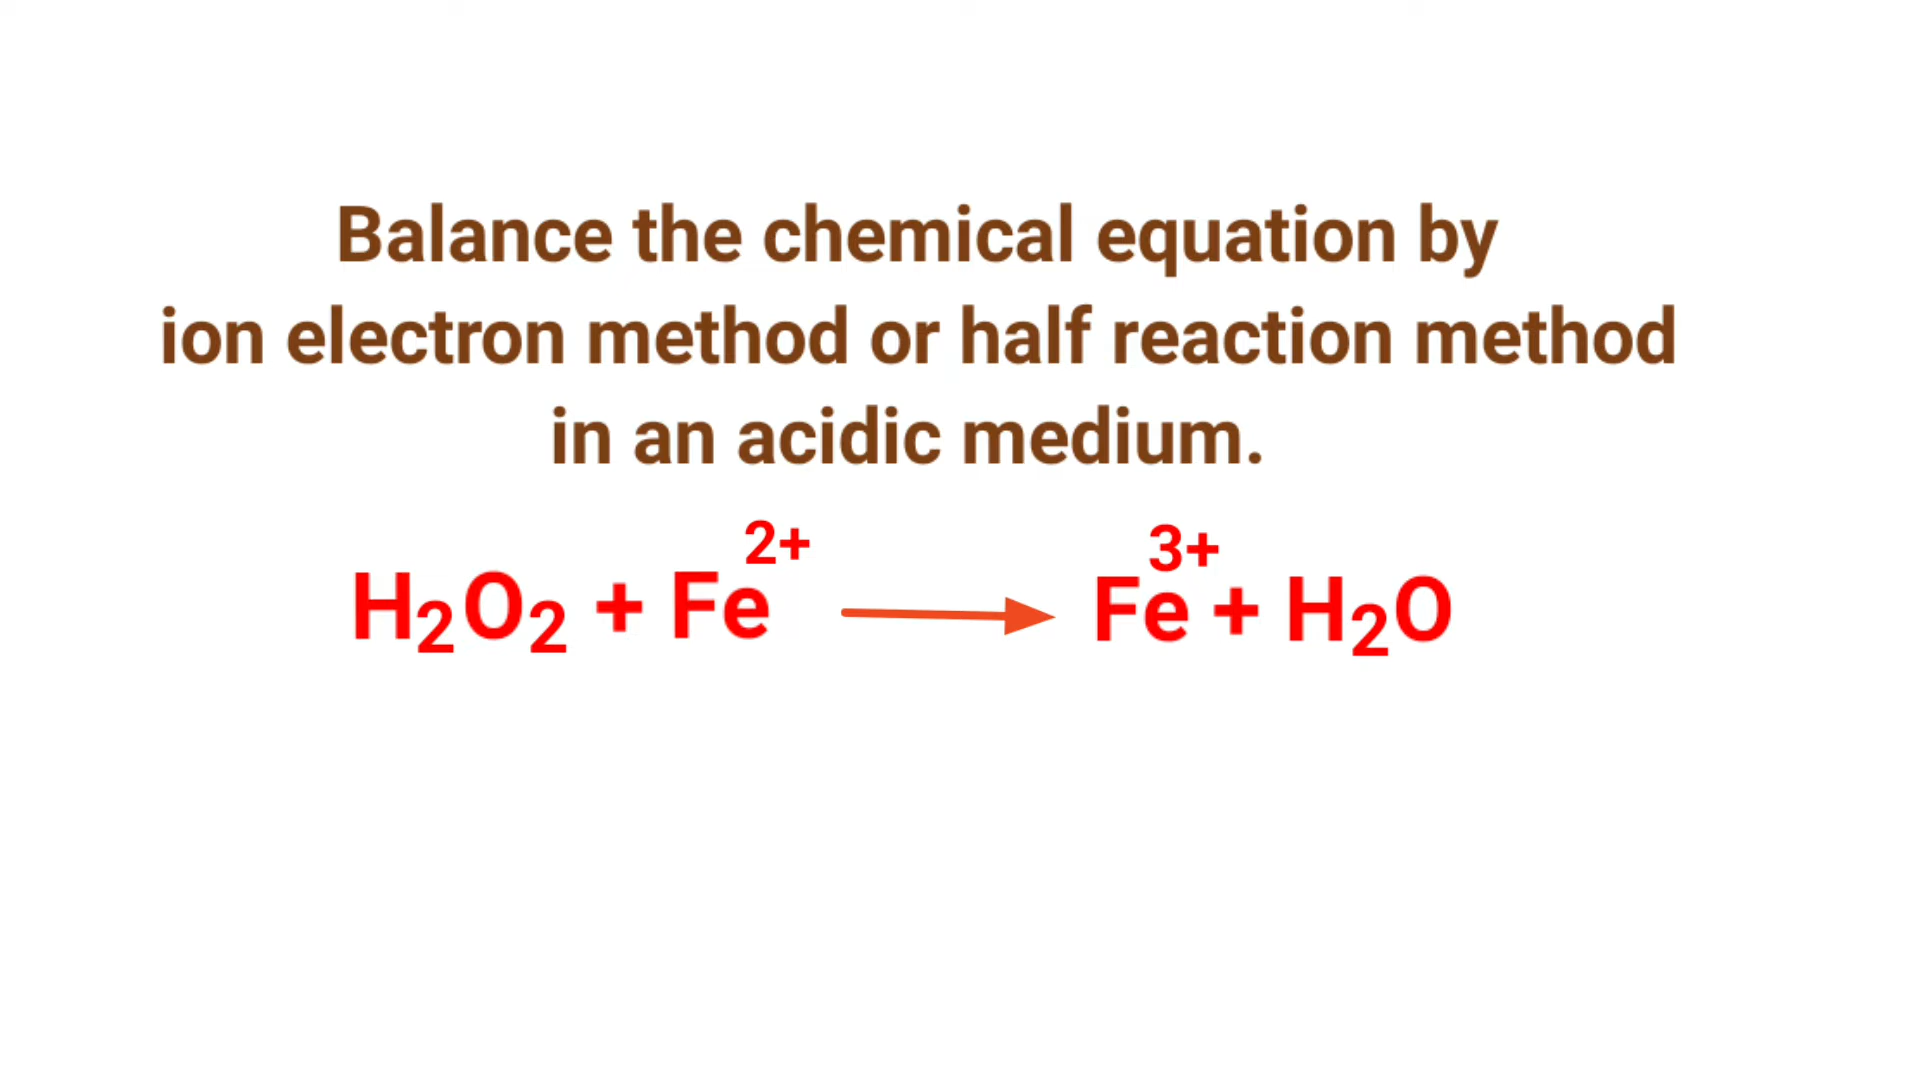 Balance the chemical equation by
ion electron method or half reaction method
in an acidic medium.
H₂O₂ + Fe²⁺ → Fe³⁺ + H₂O